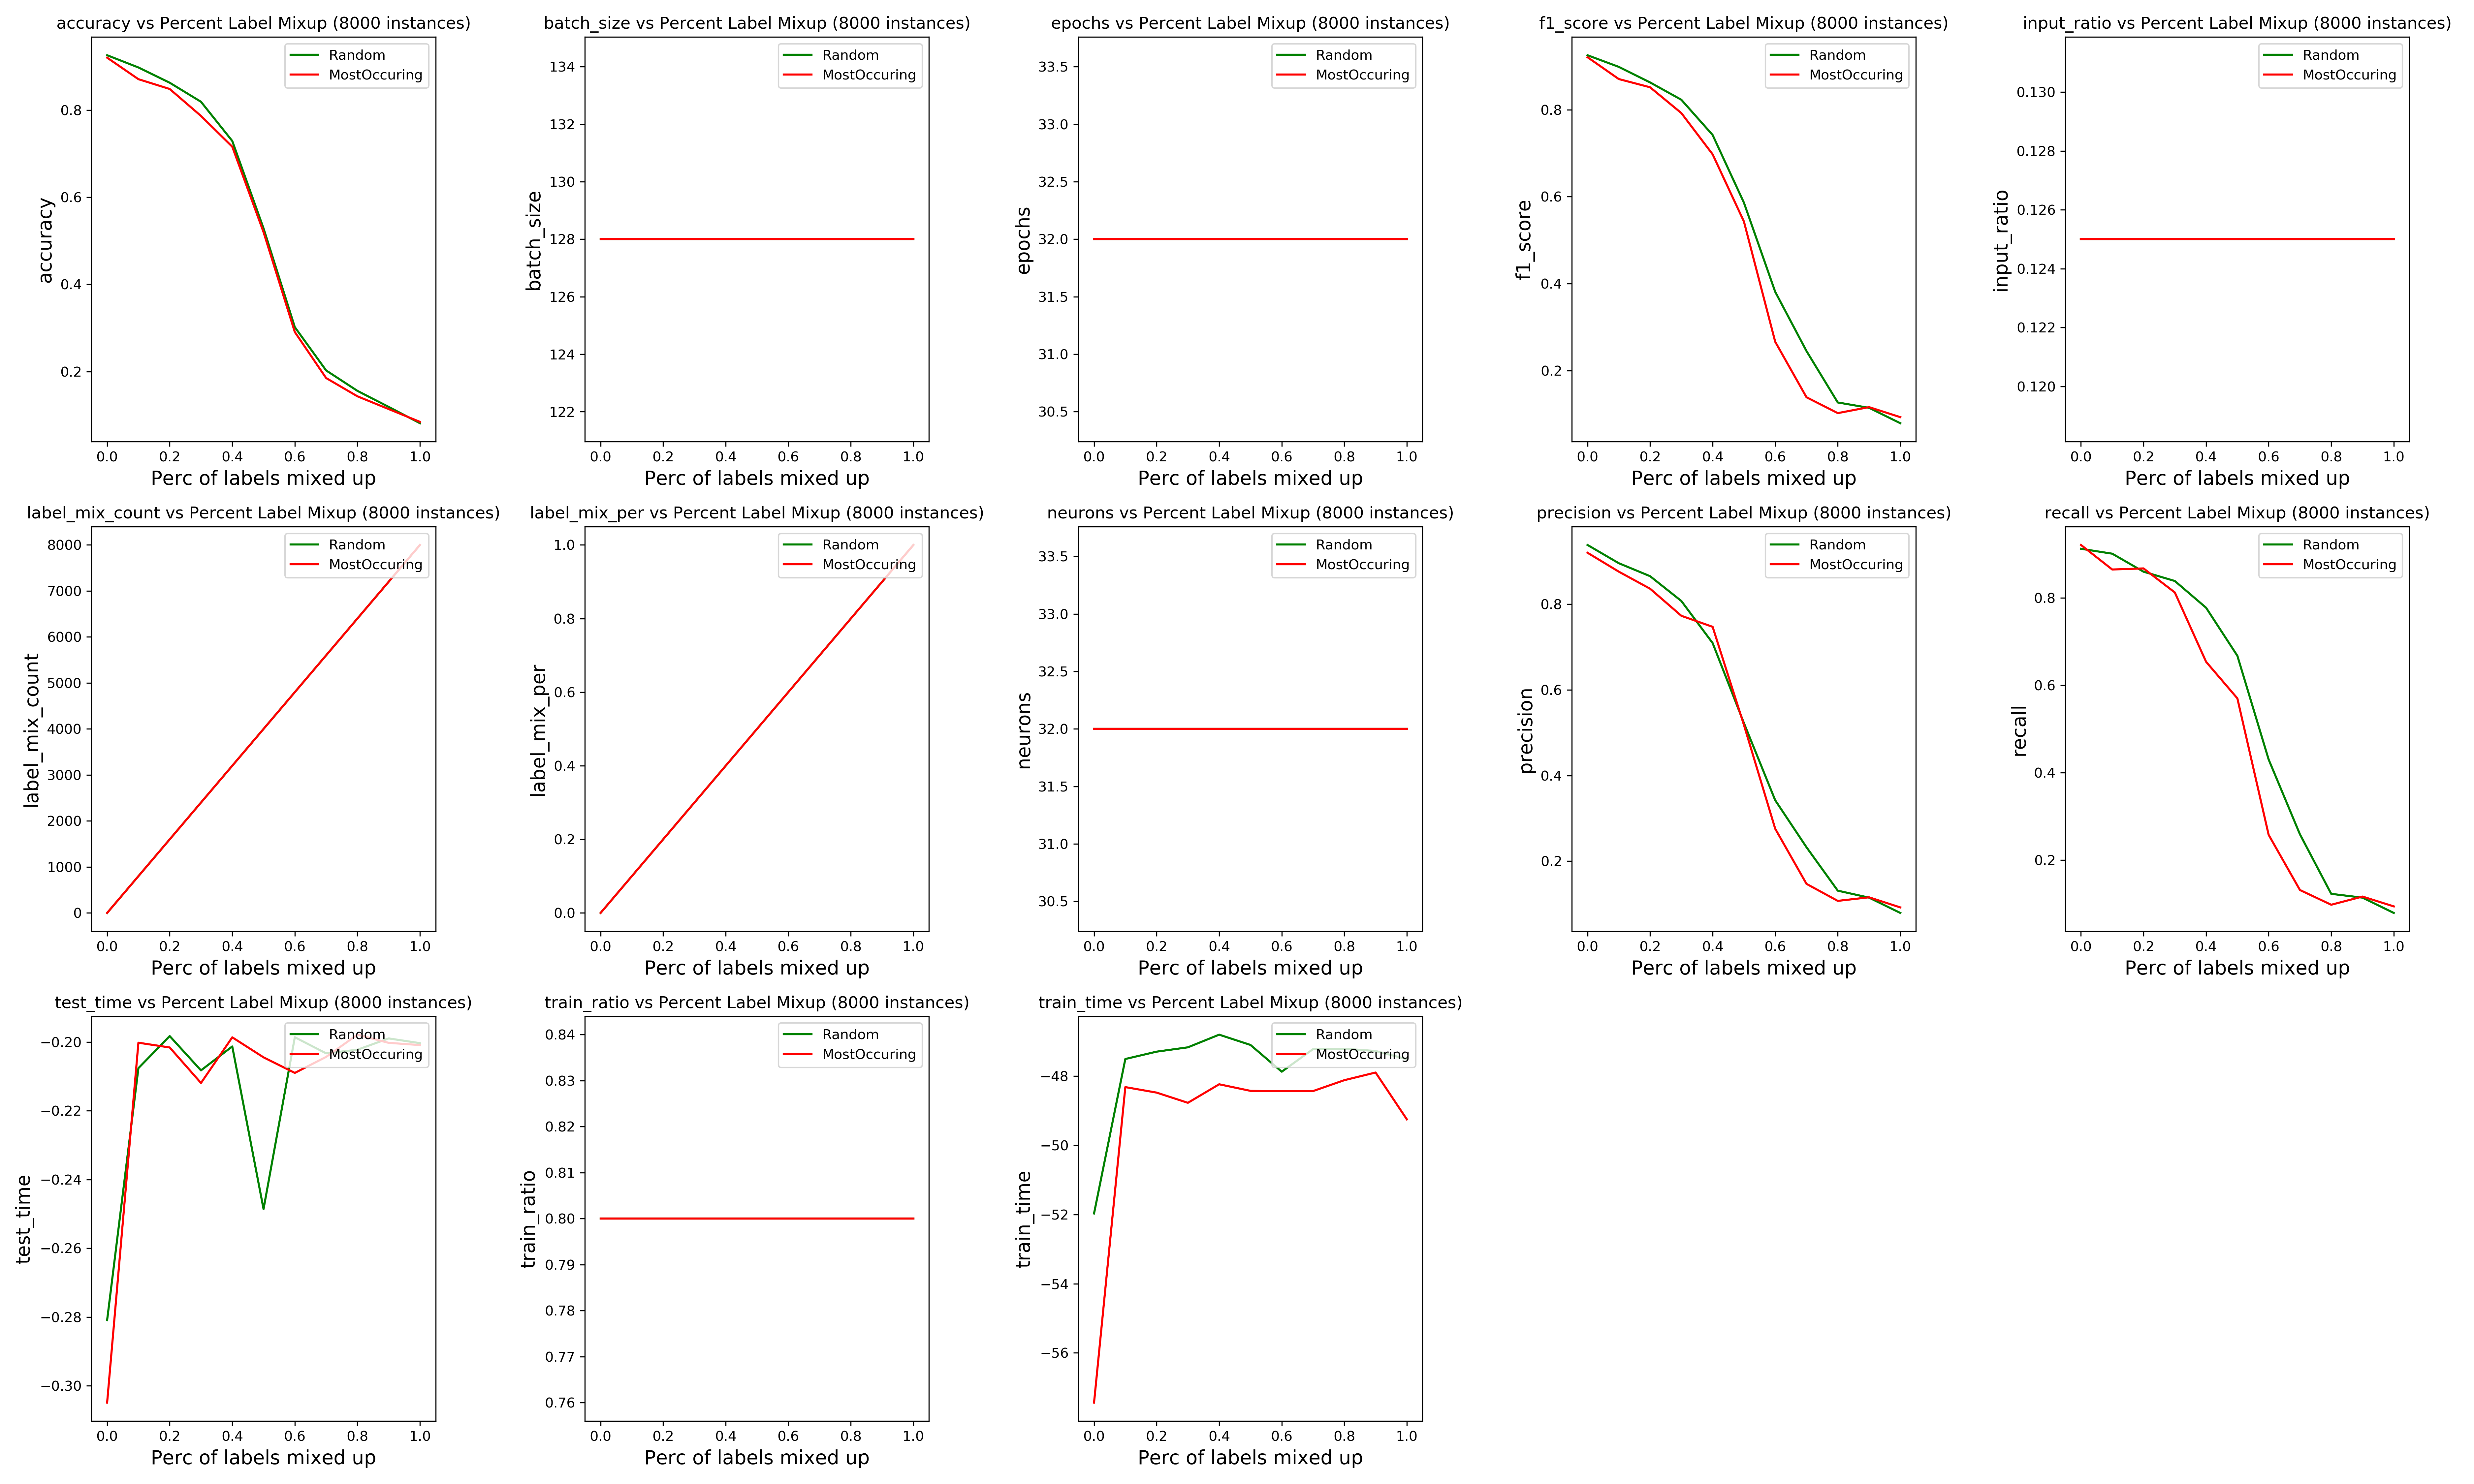 accuracy vs Percent Label Mixup (8000 instances)
Random
MostOccuring
0.8
0.6
0.4
0.2
accuracy
0.0 0.2 0.4 0.6 0.8 1.0
Perc of labels mixed up
batch_size vs Percent Label Mixup (8000 instances)
Random
MostOccuring
134
132
130
128
126
124
122
batch_size
0.0 0.2 0.4 0.6 0.8 1.0
Perc of labels mixed up
epochs vs Percent Label Mixup (8000 instances)
Random
MostOccuring
33.5
33.0
32.5
32.0
31.5
31.0
30.5
epochs
0.0 0.2 0.4 0.6 0.8 1.0
Perc of labels mixed up
f1_score vs Percent Label Mixup (8000 instances)
Random
MostOccuring
0.8
0.6
0.4
0.2
f1_score
0.0 0.2 0.4 0.6 0.8 1.0
Perc of labels mixed up
input_ratio vs Percent Label Mixup (8000 instances)
Random
MostOccuring
0.130
0.128
0.126
0.124
0.122
0.120
input_ratio
0.0 0.2 0.4 0.6 0.8 1.0
Perc of labels mixed up
label_mix_count vs Percent Label Mixup (8000 instances)
Random
MostOccuring
8000
7000
6000
5000
4000
3000
2000
1000
0
label_mix_count
0.0 0.2 0.4 0.6 0.8 1.0
Perc of labels mixed up
label_mix_per vs Percent Label Mixup (8000 instances)
Random
MostOccuring
1.0
0.8
0.6
0.4
0.2
0.0
label_mix_per
0.0 0.2 0.4 0.6 0.8 1.0
Perc of labels mixed up
neurons vs Percent Label Mixup (8000 instances)
Random
MostOccuring
33.5
33.0
32.5
32.0
31.5
31.0
30.5
neurons
0.0 0.2 0.4 0.6 0.8 1.0
Perc of labels mixed up
precision vs Percent Label Mixup (8000 instances)
Random
MostOccuring
0.8
0.6
0.4
0.2
precision
0.0 0.2 0.4 0.6 0.8 1.0
Perc of labels mixed up
recall vs Percent Label Mixup (8000 instances)
Random
MostOccuring
0.8
0.6
0.4
0.2
recall
0.0 0.2 0.4 0.6 0.8 1.0
Perc of labels mixed up
test_time vs Percent Label Mixup (8000 instances)
Random
MostOccuring
−0.20
−0.22
−0.24
−0.26
−0.28
−0.30
test_time
0.0 0.2 0.4 0.6 0.8 1.0
Perc of labels mixed up
train_ratio vs Percent Label Mixup (8000 instances)
Random
MostOccuring
0.84
0.83
0.82
0.81
0.80
0.79
0.78
0.77
0.76
train_ratio
0.0 0.2 0.4 0.6 0.8 1.0
Perc of labels mixed up
train_time vs Percent Label Mixup (8000 instances)
Random
MostOccuring
−48
−50
−52
−54
−56
train_time
0.0 0.2 0.4 0.6 0.8 1.0
Perc of labels mixed up